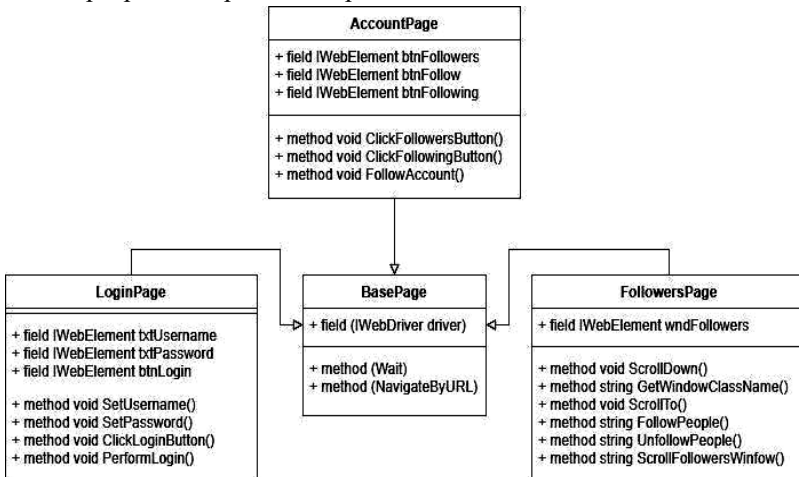 AccountPage
+ field IWebElement btnFollowers
+ field IWebElement btnFollow
+ field IWebElement btnFollowing
+ method void ClickFollowersButton()
+ method void ClickFollowingButton()
+ method void FollowAccount()
LoginPage
+ field IWebElement txtUsername
+ field IWebElement txtPassword
+ field IWebElement btnLogin
+ method void SetUsername()
+ method void SetPassword()
+ method void ClickLoginButton()
+ method void PerformLogin()
BasePage
+ field (IWebDriver driver)
+ method (Wait)
+ method (NavigateByURL)
FollowersPage
+ field IWebElement wndFollowers
+ method void ScrollDown()
+ method string GetWindowClassName()
+ method void ScrollTo()
+ method string FollowPeople()
+ method string UnfollowPeople()
+ method string ScrollFollowersWinfow()